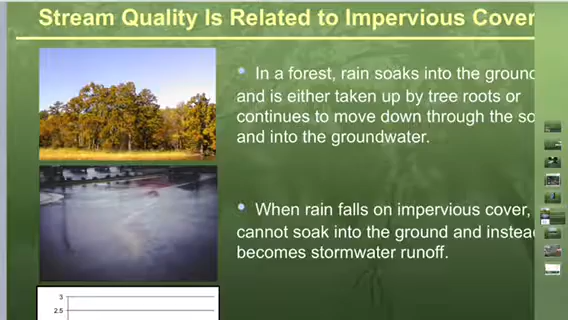 Stream Quality Is Related to Impervious Cover
• In a forest, rain soaks into the ground
and is either taken up by tree roots or
continues to move down through the so
and into the groundwater.
• When rain falls on impervious cover,
cannot soak into the ground and instead
becomes stormwater runoff.
3
2.5